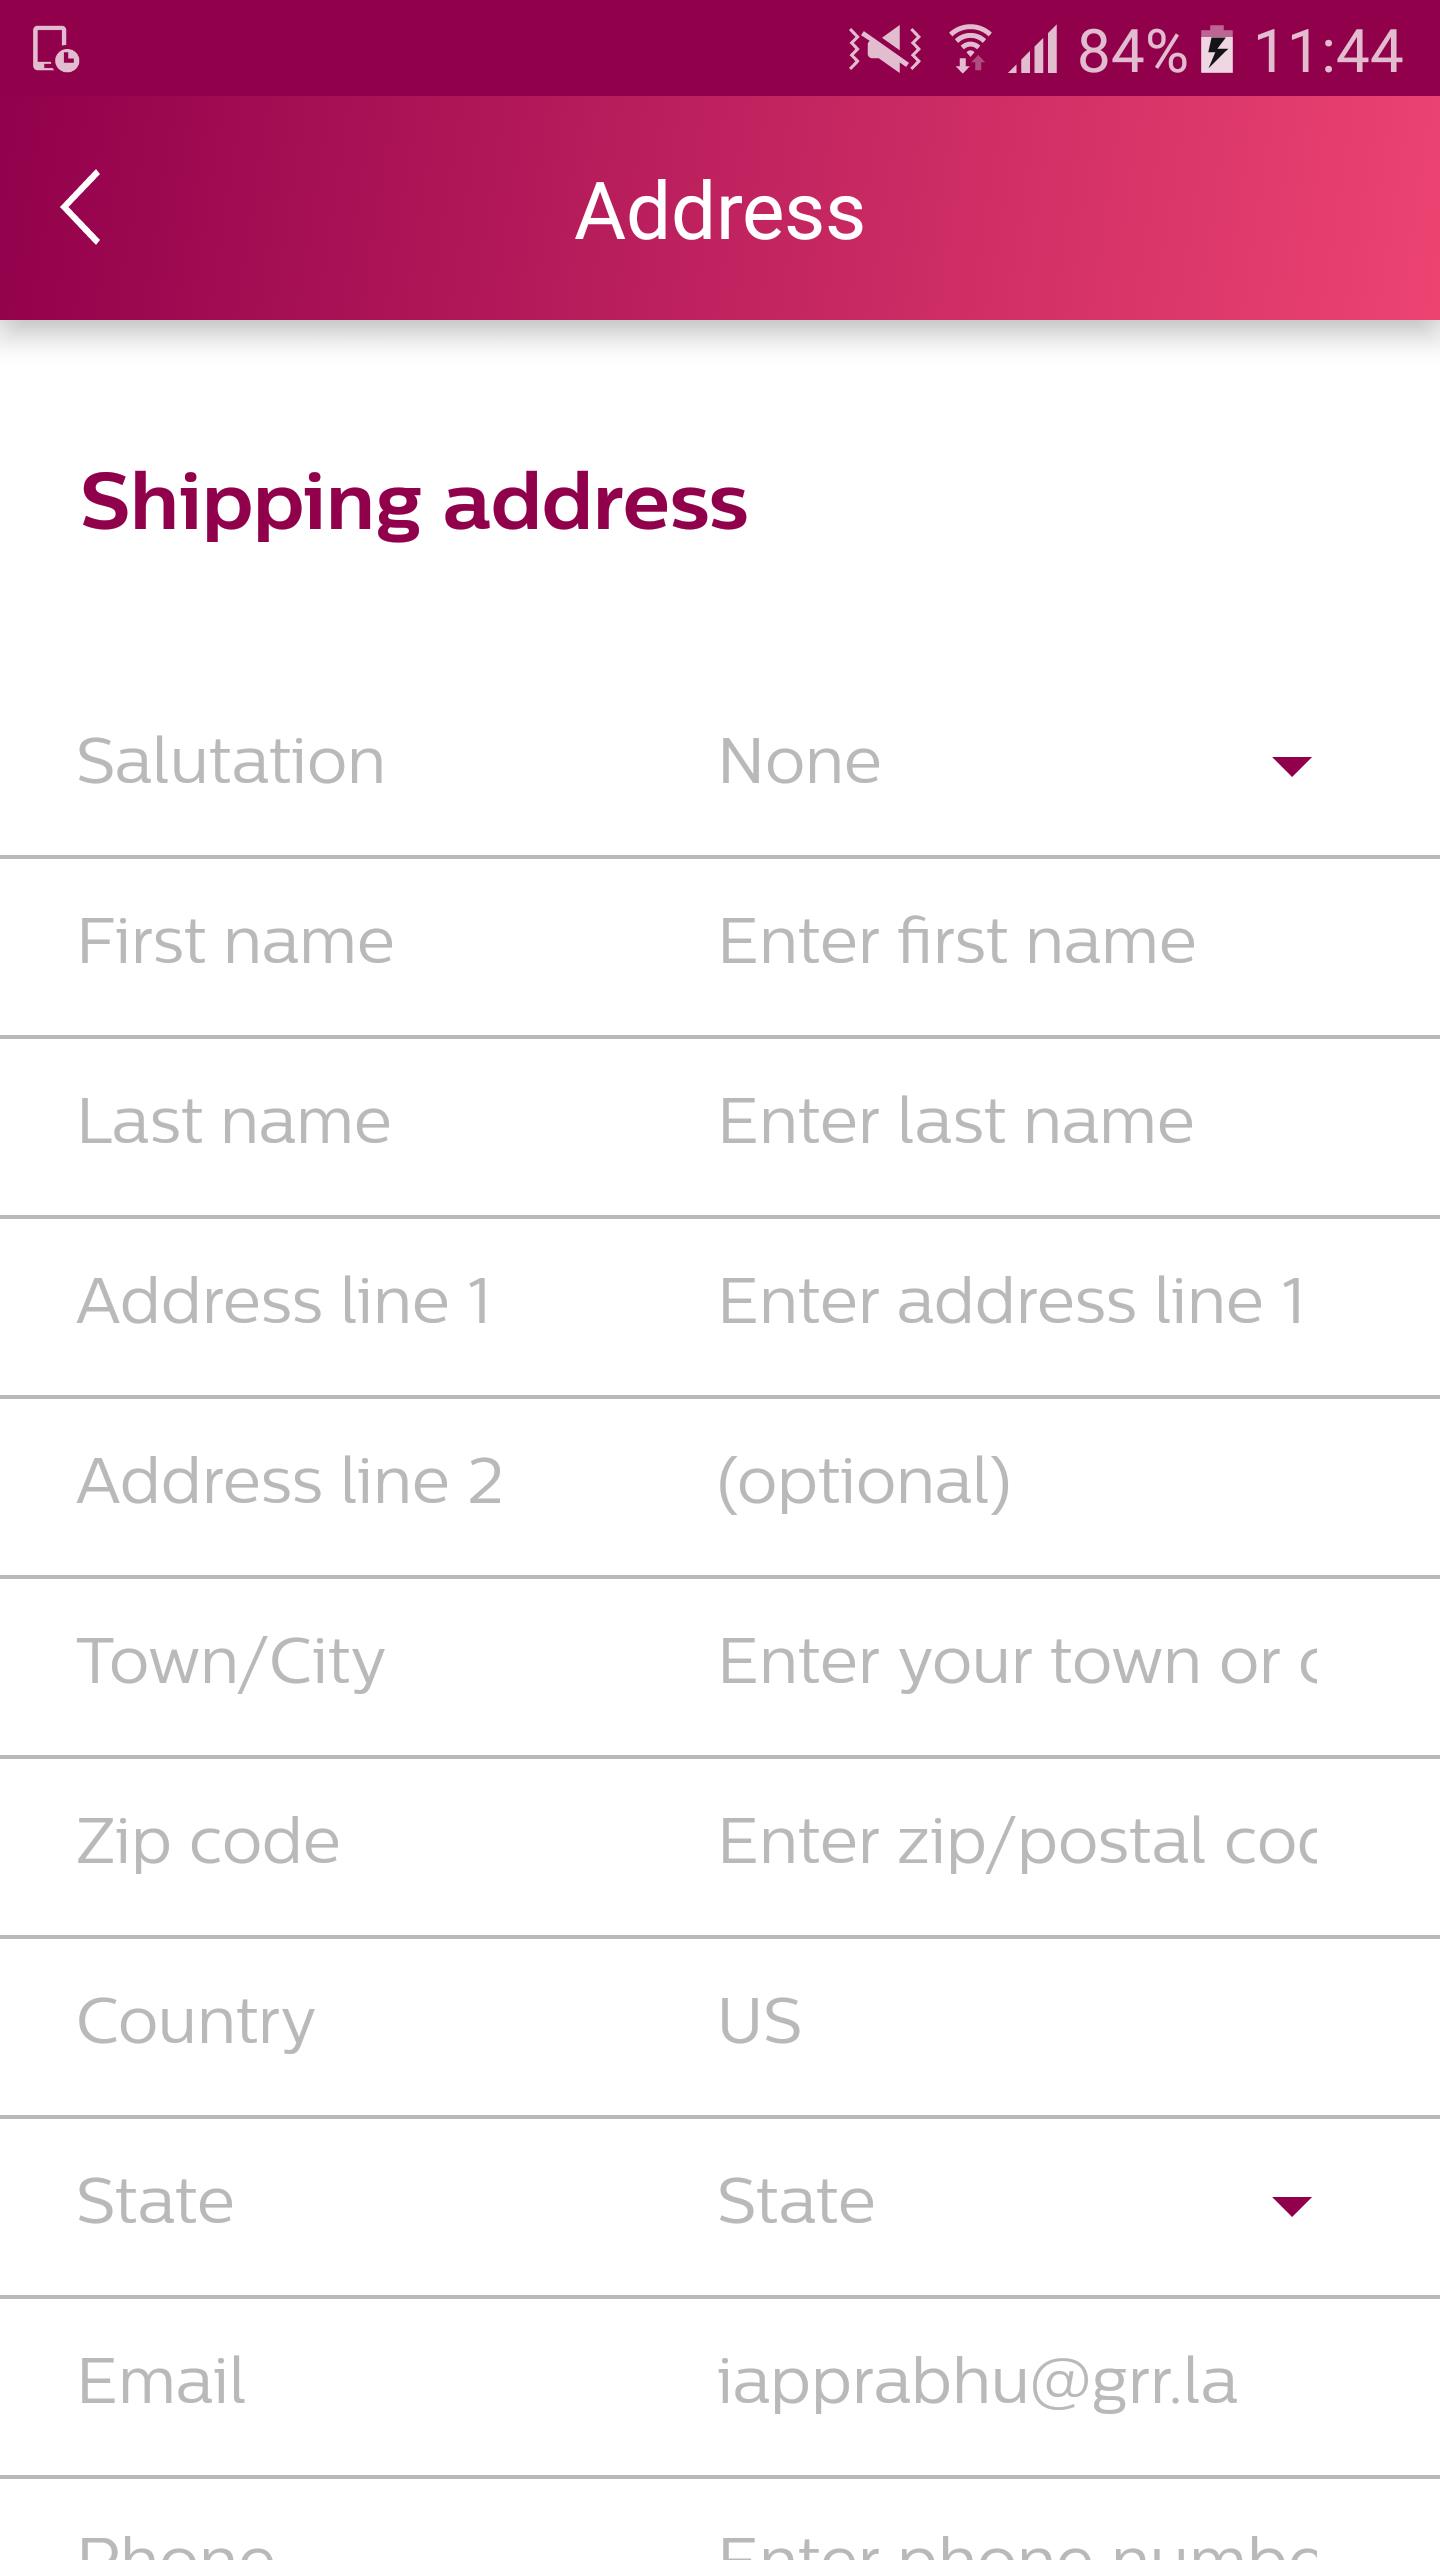 84% 11:44
Address
Shipping address
Salutation None
First name Enter first name
Last name Enter last name
Address line 1 Enter address line 1
Address line 2 (optional)
Town/City Enter your town or
Zip code Enter zip/postal
Country US
State State
Email iapprabhu@grr.la
Phone Enter phone